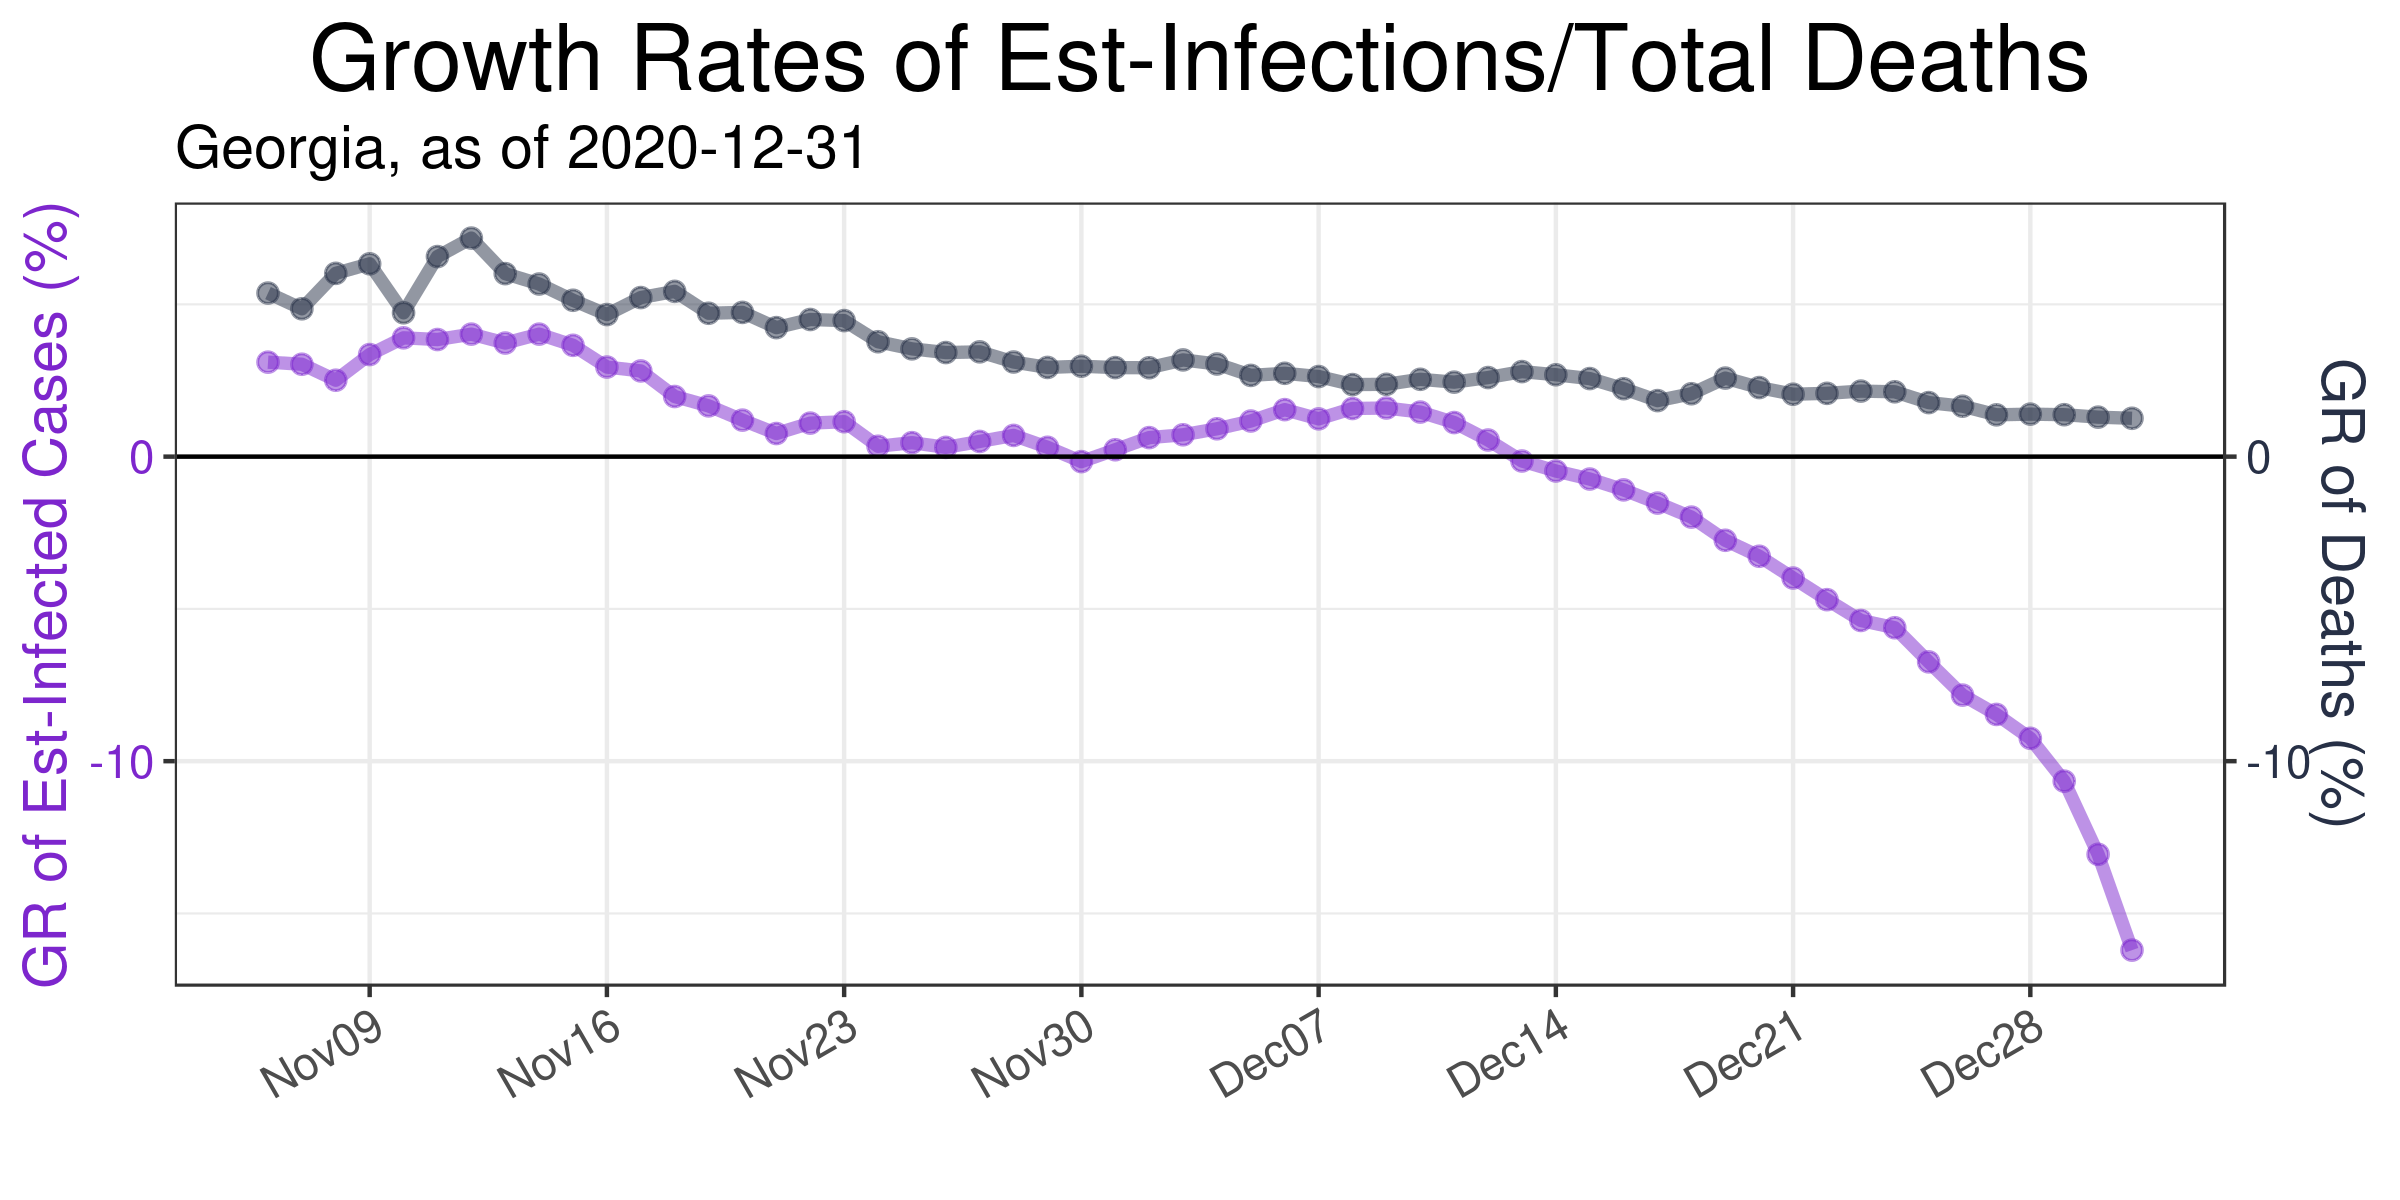 Growth Rates of Est-Infections/Total Deaths
Georgia, as of 2020-12-31
GR of Est-Infected Cases (%)
0
-10
GR of Deaths (%)
0
-10
Nov09
Nov16
Nov23
Nov30
Dec07
Dec14
Dec21
Dec28